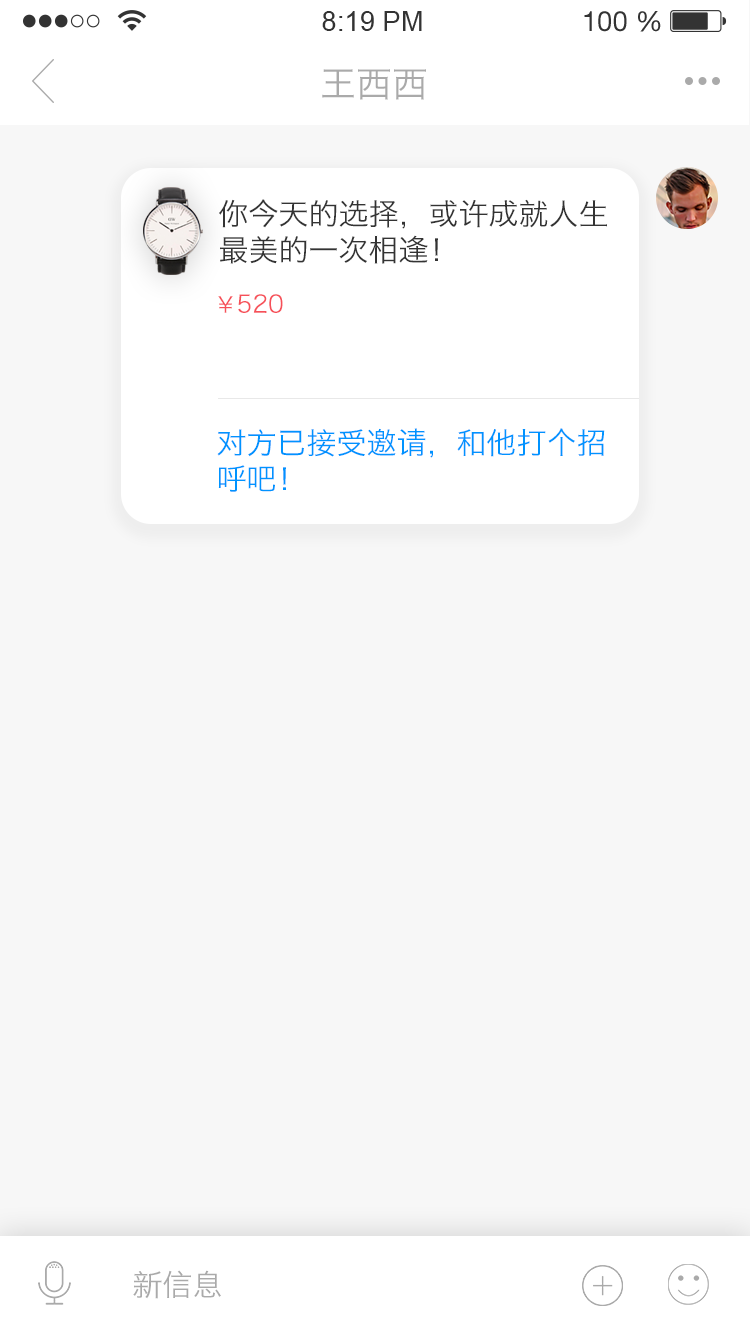 8:19 PM
100 %
王西西
你今天的选择，或许成就人生
最美的一次相逢！
¥520
对方已接受邀请，和他打个招
呼吧！
新信息